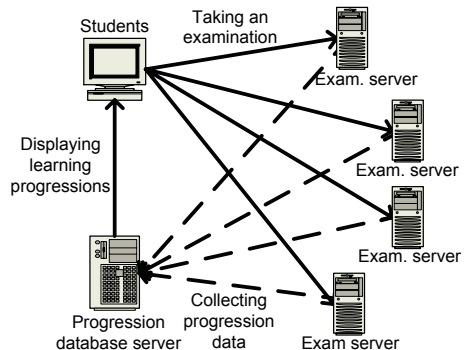 Students
Taking an
examination
Exam. server
Exam. server
Displaying
learning
progressions
Exam. server
Progression
database server
Collecting
progression
data
Exam server